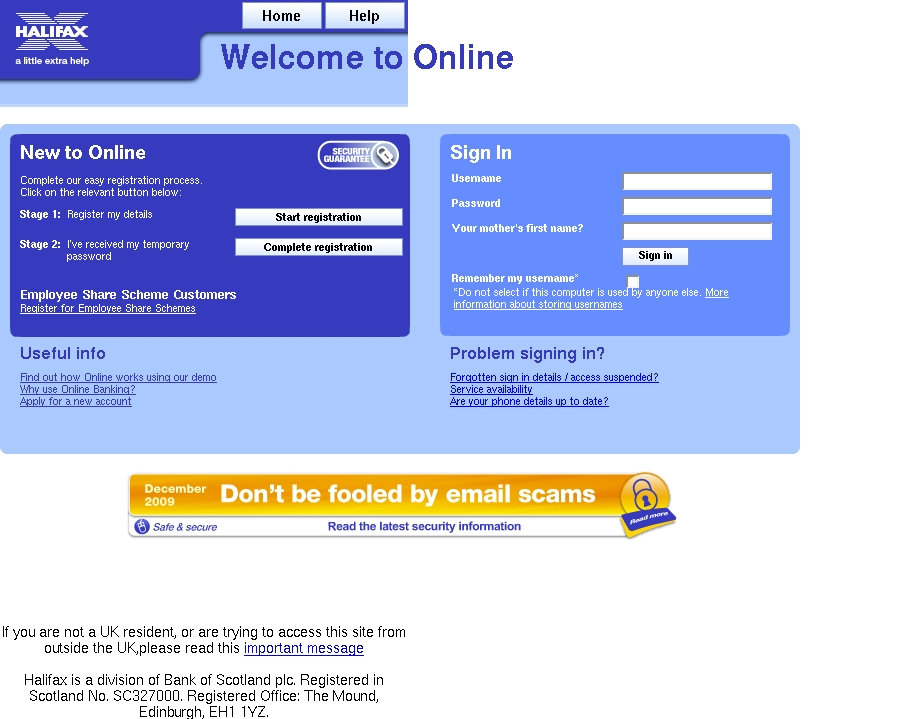 Home
Help
HALIFAX
a little extra help
Welcome to Online
New to Online
SECURITY
GUARANTEE
Complete our easy registration process.
Click on the relevant button below:
Stage 1: Register my details
Start registration
Stage 2: I've received my temporary
password
Complete registration
Employee Share Scheme Customers
Register for Employee Share Schemes
Sign In
Username
Password
Your mother's first name?
Sign in
Remember my username*
*Do not select if this computer is used by anyone else. More
information about storing usernames
Useful info
Find out how Online works using our demo
Why use Online Banking?
Apply for a new account
Problem signing in?
Forgotten sign in details / access suspended?
Service availability
Are your phone details up to date?
December
2009
Don't be fooled by email scams
Safe & secure
Read the latest security information
Read more
If you are not a UK resident, or are trying to access this site from
outside the UK,please read this important message
Halifax is a division of Bank of Scotland plc. Registered in
Scotland No. SC327000. Registered Office: The Mound,
Edinburgh, EH1 1YZ.